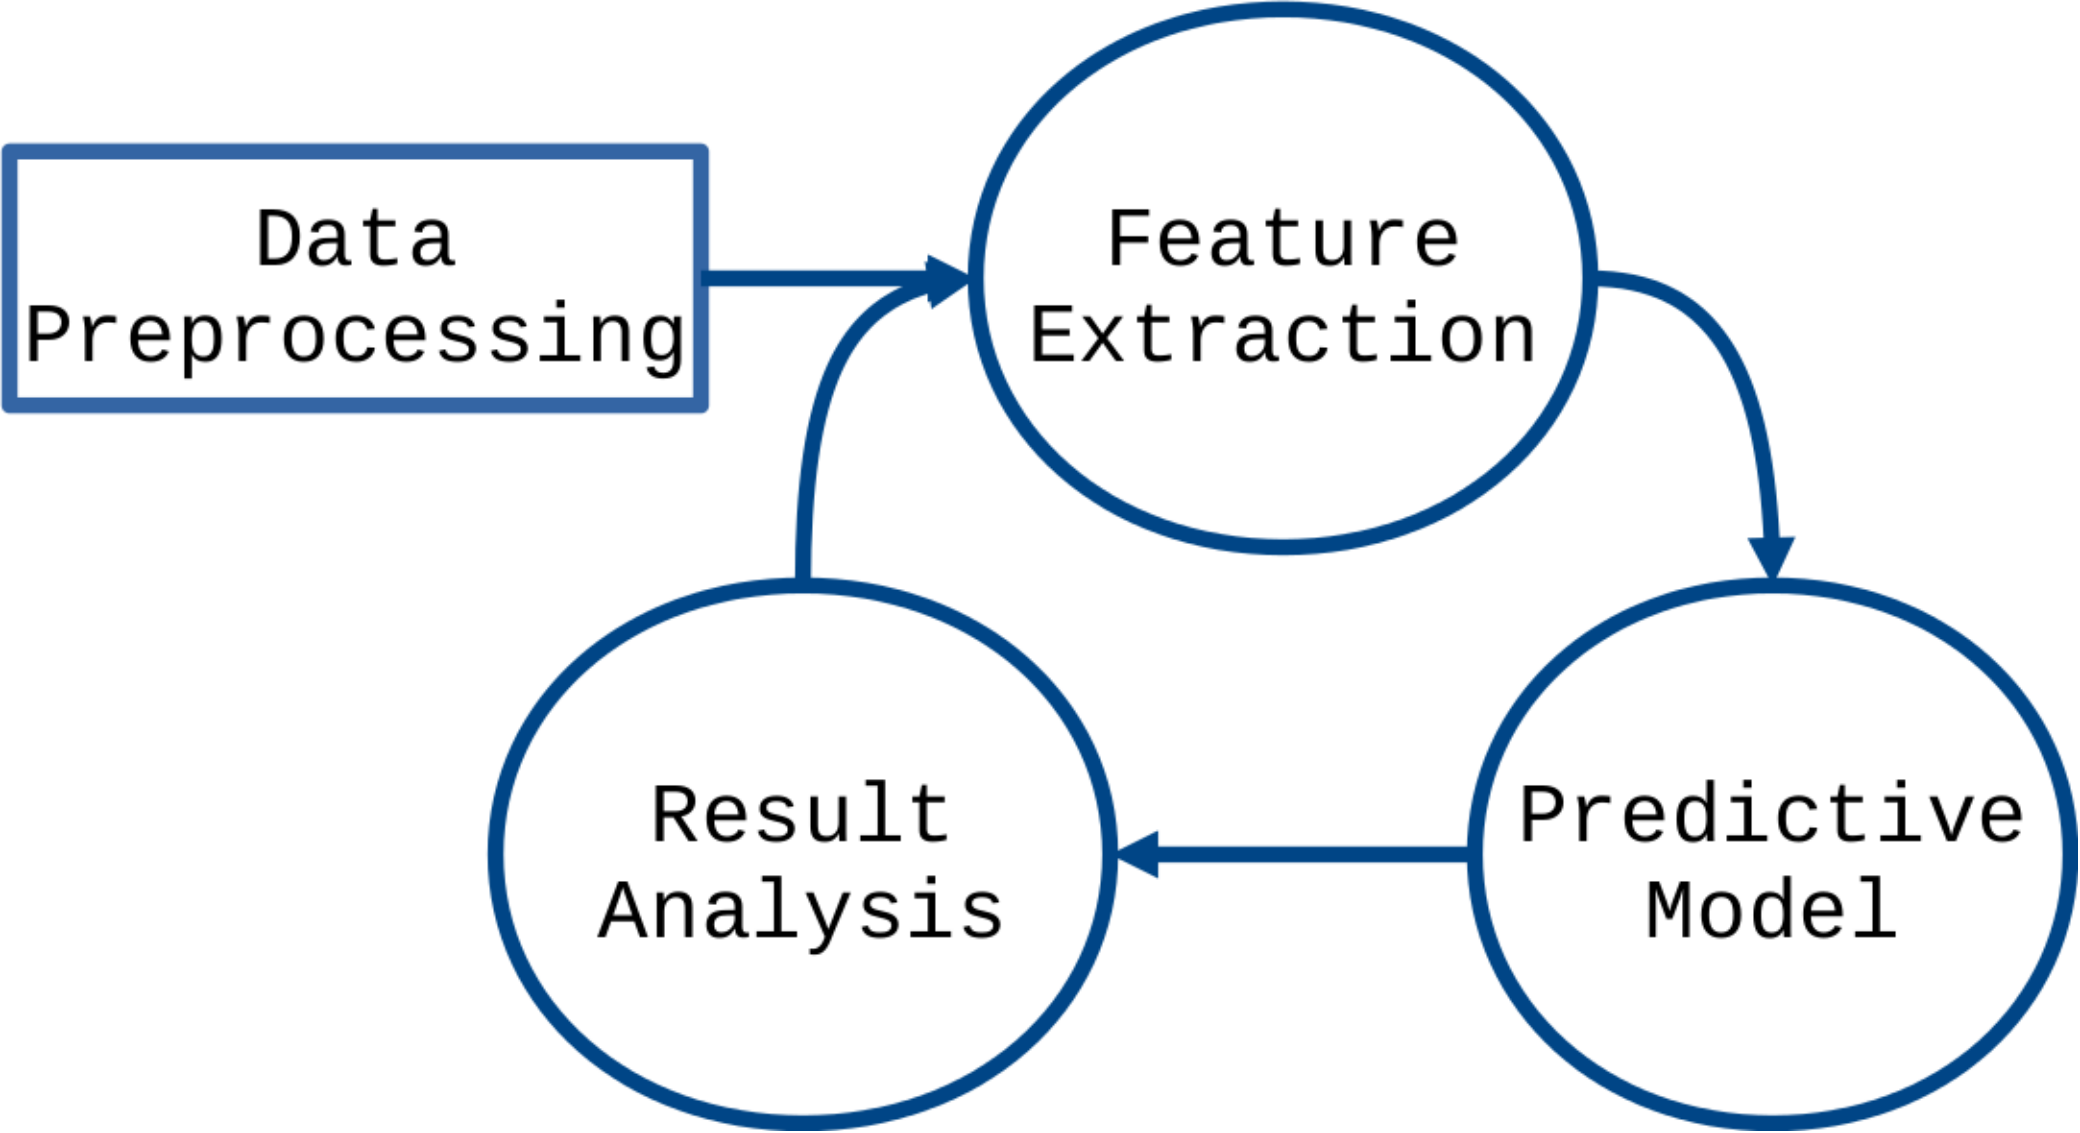 Data
Preprocessing
Feature
Extraction
Result
Analysis
Predictive
Model